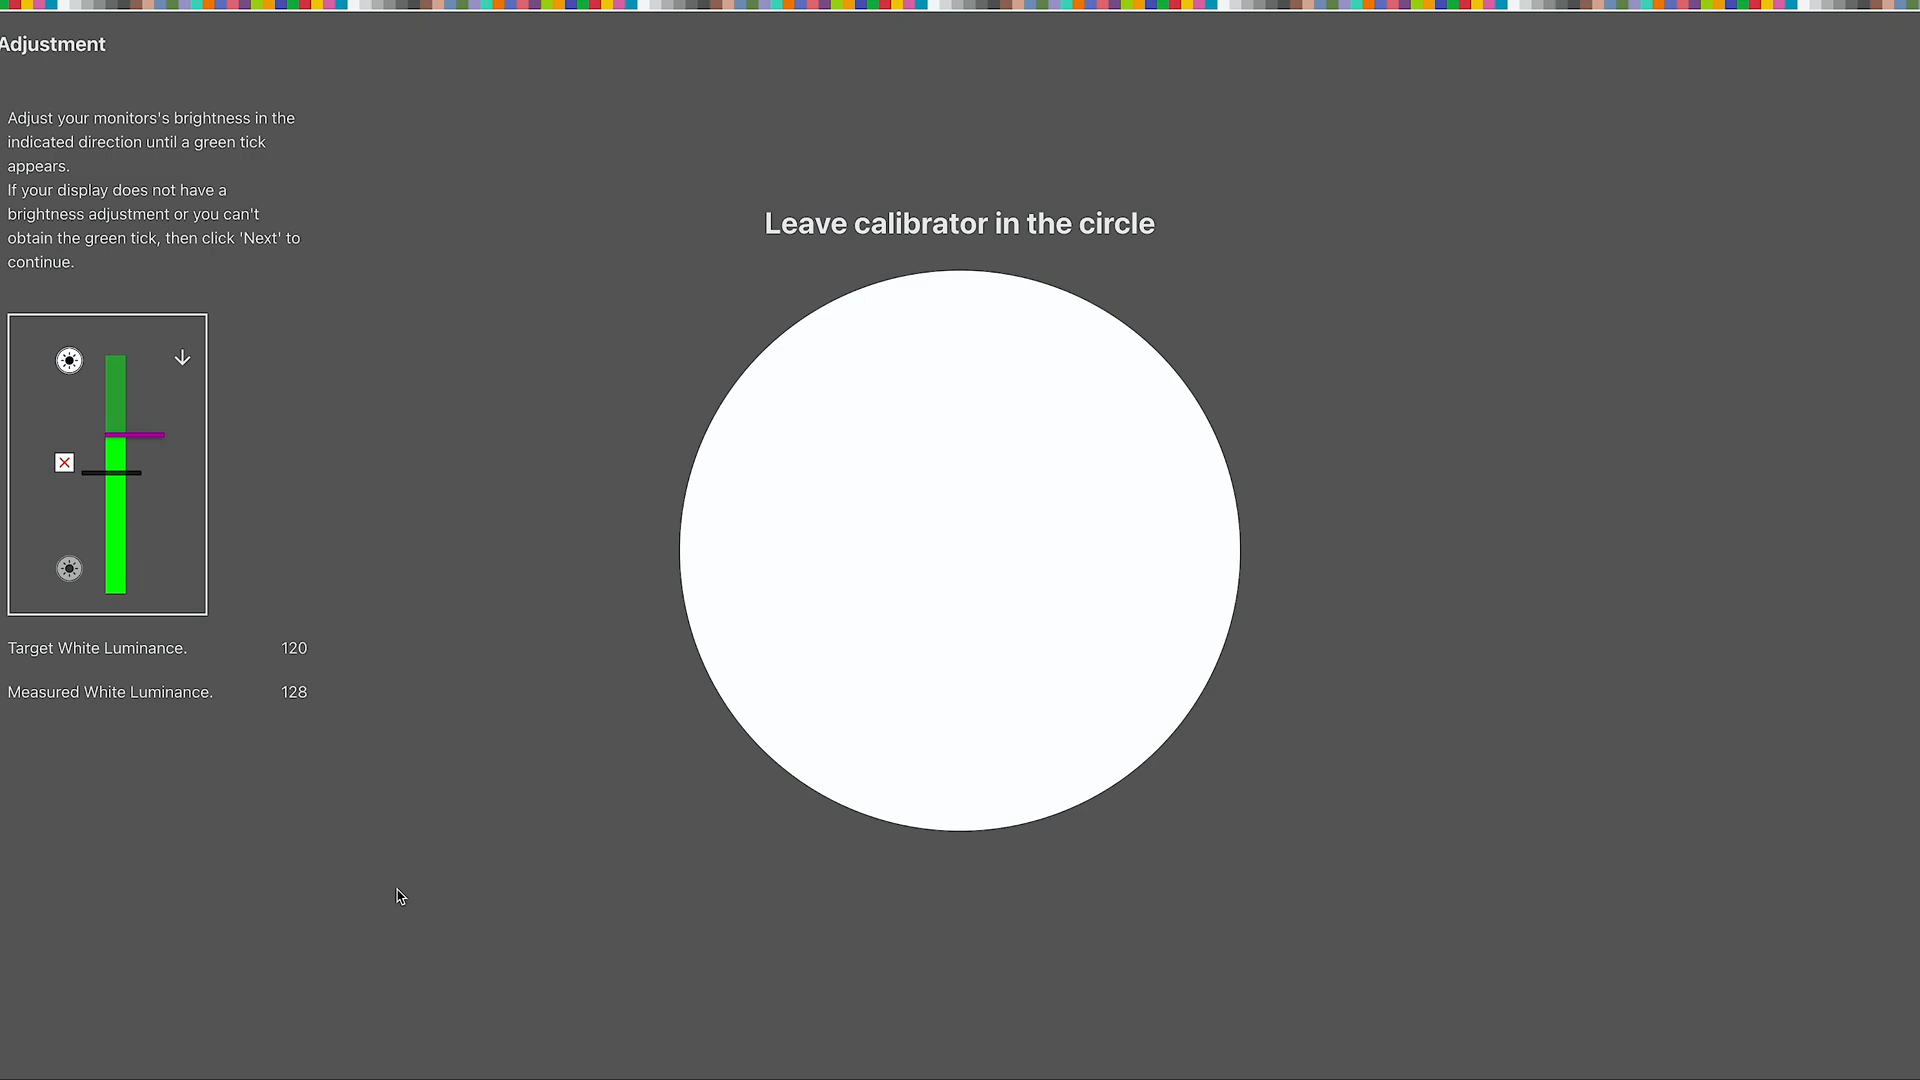 Adjustment
Adjust your monitors's brightness in the
indicated direction until a green tick
appears.
If your display does not have a
brightness adjustment or you can't
obtain the green tick, then click 'Next' to
continue.
Leave calibrator in the circle
Target White Luminance. 120
Measured White Luminance. 128